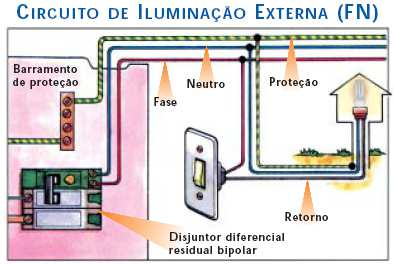 CIRCUITO DE ILUMINAÇÃO EXTERNA (FN)
Barramento
de proteção
Neutro
Proteção
Fase
Retorno
Disjuntor diferencial
residual bipolar